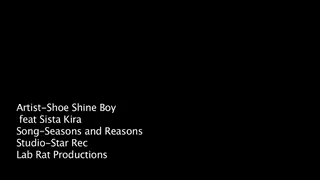 Artist-Shoe Shine Boy
feat Sista Kira
Song-Seasons and Reasons
Studio-Star Rec
Lab Rat Productions